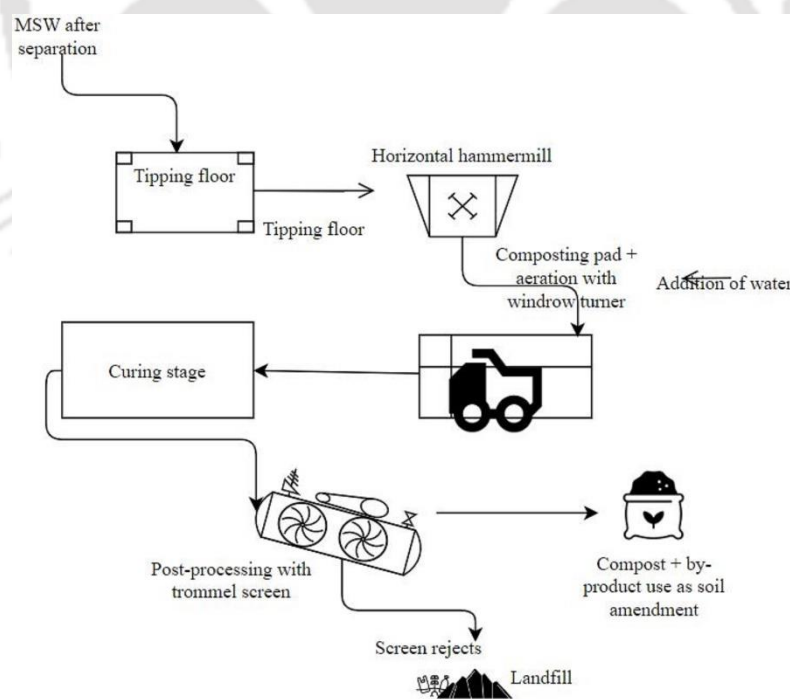 MSW after
separation
Tipping floor
Horizontal hammermill
Tipping floor
Composting pad +
aeration with
windrow turner
Addition of water
Curing stage
Post-processing with
trommel screen
Compost + by-
product use as soil
amendment
Screen rejects
Landfill